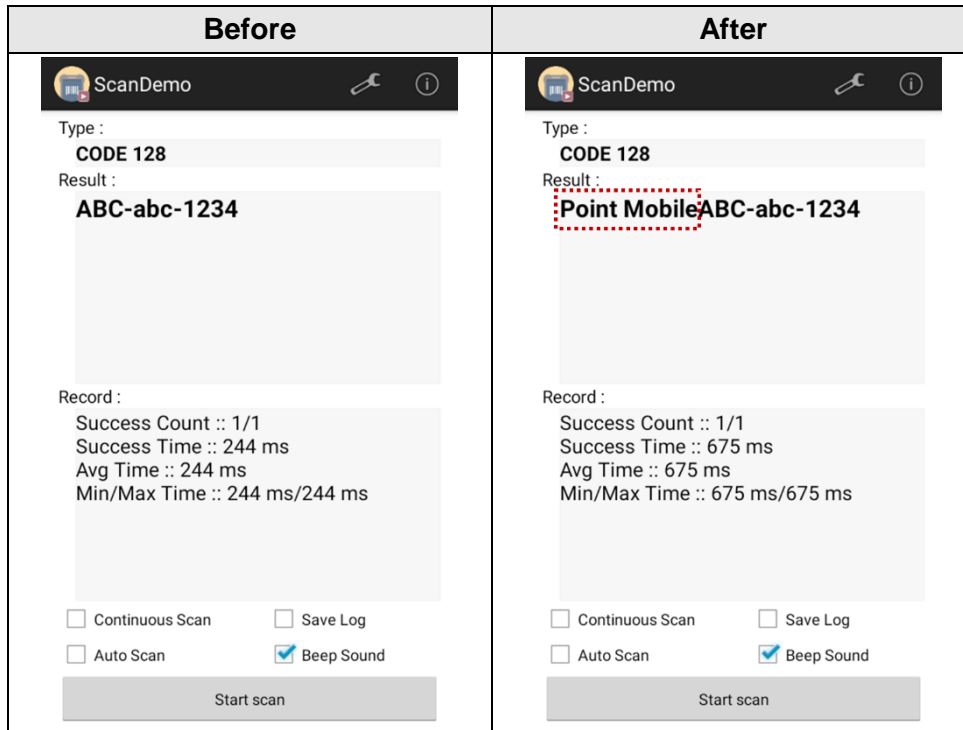 Before
After
ScanDemo
Type :
CODE 128
Result :
ABC-abc-1234
Record :
Success Count :: 1/1
Success Time :: 244 ms
Avg Time :: 244 ms
Min/Max Time :: 244 ms/244 ms
Continuous Scan
Save Log
Auto Scan
Beep Sound
Start scan
ScanDemo
Type :
CODE 128
Result :
Point MobileABC-abc-1234
Record :
Success Count :: 1/1
Success Time :: 675 ms
Avg Time :: 675 ms
Min/Max Time :: 675 ms/675 ms
Continuous Scan
Save Log
Auto Scan
Beep Sound
Start scan